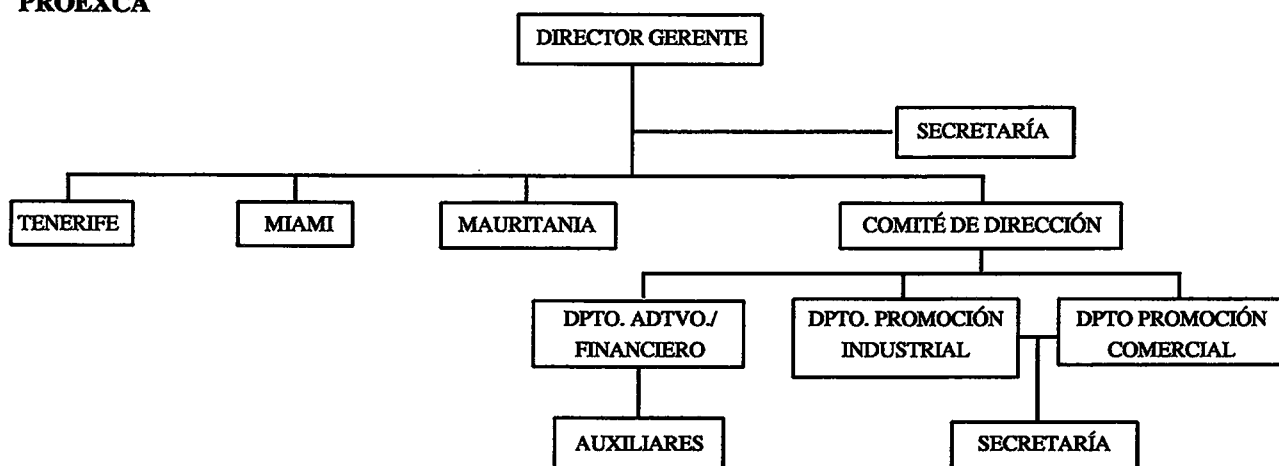 PROEXCA
DIRECTOR GERENTE
SECRETARÍA
TENERIFE
MIAMI
MAURITANIA
COMITÉ DE DIRECCIÓN
DPTO. ADTVO./
FINANCIERO
DPTO. PROMOCIÓN
INDUSTRIAL
DPTO PROMOCIÓN
COMERCIAL
AUXILIARES
SECRETARÍA